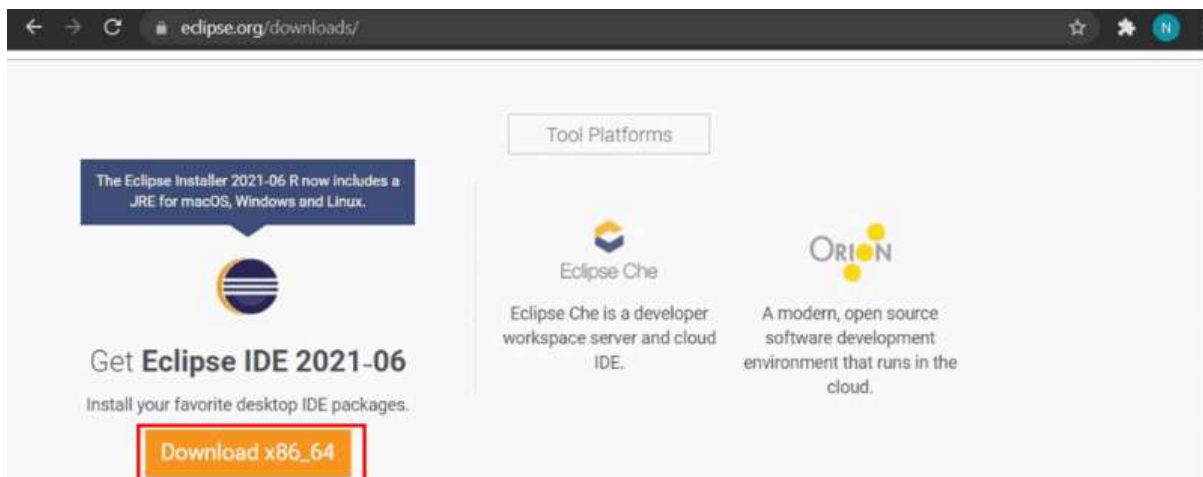 eclipse.org/downloads/
N
Tool Platforms
The Eclipse Installer 2021-06 R now includes a
JRE for macOS, Windows and Linux.
Get Eclipse IDE 2021-06
Install your favorite desktop IDE packages.
Download x86_64
Eclipse Che
Eclipse Che is a developer
workspace server and cloud
IDE.
ORION
A modern, open source
software development
environment that runs in the
cloud.